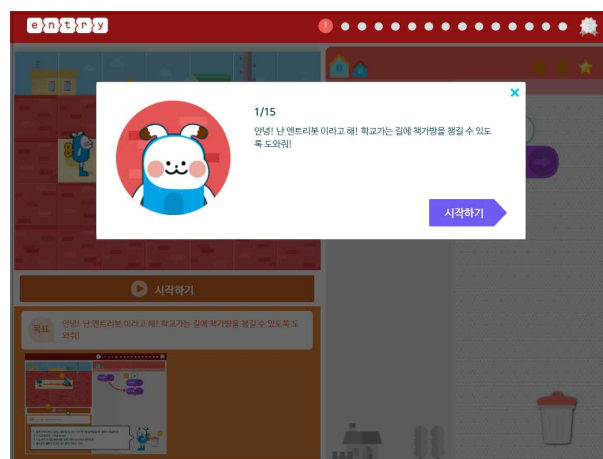 entry
1
1/15
안녕! 난 엔트리봇 이라고 해! 학교가는 길에 책가방을 챙길 수 있도
록 도와줘!
시작하기
시작하기
목표
안녕! 난 엔트리봇 이라고 해! 학교가는 길에 책가방을 챙길 수 있도록 도
와줘!